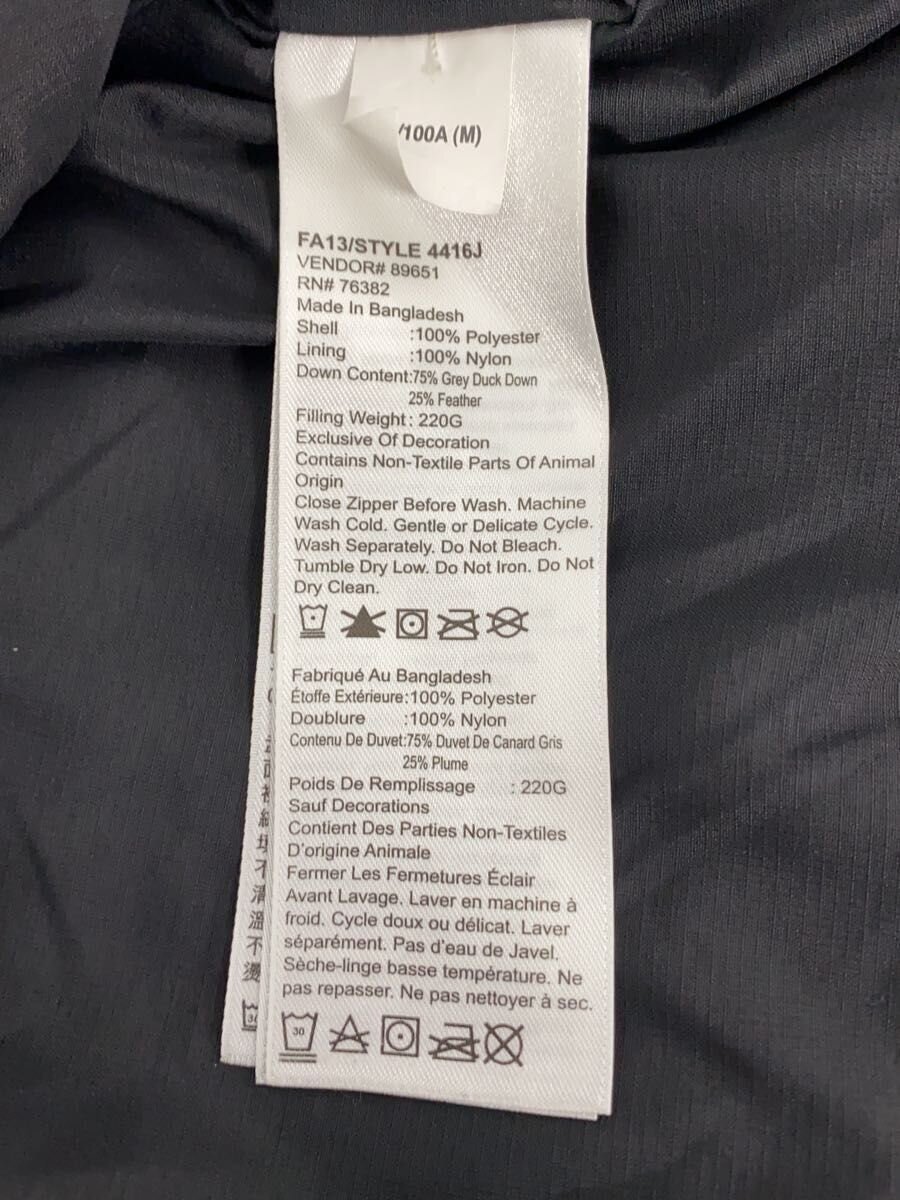 /100A (M)
FA13/STYLE 4416J
VENDOR# 89651
RN# 76382
Made In Bangladesh
Shell :100% Polyester
Lining :100% Nylon
Down Content:75% Grey Duck Down
25% Feather
Filling Weight : 220G
Exclusive Of Decoration
Contains Non-Textile Parts Of Animal
Origin
Close Zipper Before Wash. Machine
Wash Cold. Gentle or Delicate Cycle.
Wash Separately. Do Not Bleach.
Tumble Dry Low. Do Not Iron. Do Not
Dry Clean.
Fabriqué Au Bangladesh
Étoffe Extérieure:100% Polyester
Doublure :100% Nylon
Contenu De Duvet:75% Duvet De Canard Gris
25% Plume
Poids De Remplissage : 220G
Sauf Decorations
Contient Des Parties Non-Textiles
D'origine Animale
Fermer Les Fermetures Éclair
Avant Lavage. Laver en machine à
froid. Cycle doux ou délicat. Laver
séparément. Pas d'eau de Javel.
Sèche-linge basse température. Ne
pas repasser. Ne pas nettoyer à sec.
30
不
溫
不
30